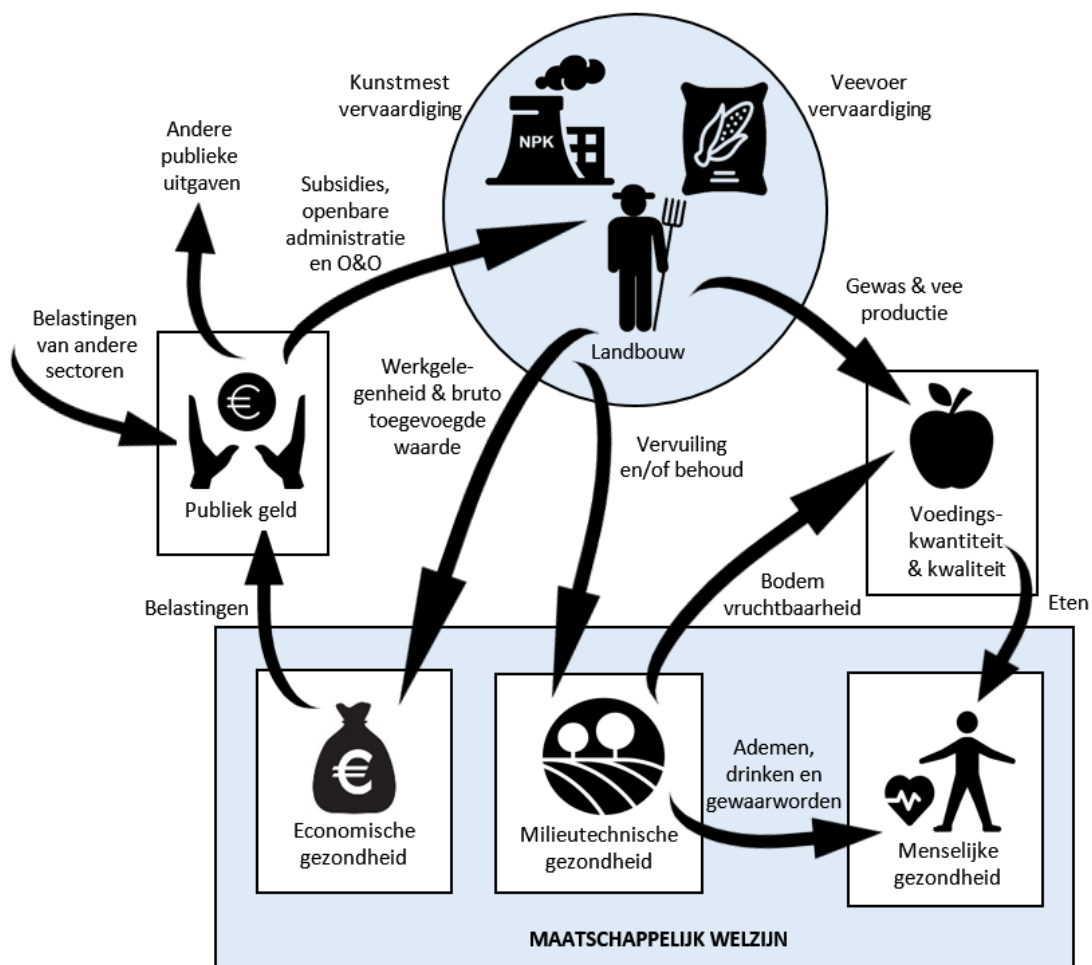 Kunstmest
vervaardiging
Veevoer
vervaardiging
NPK
Andere
publieke
uitgaven
Subsidies,
openbare
administratie
en O&O
Landbouw
Gewas & vee
productie
Belastingen
van andere
sectoren
€
Publiek geld
Werkgele-
genheid & bruto
toegevoegde
waarde
Vervuiling
en/of behoud
Voedings-
kwantiteit
& kwaliteit
Belastingen
Bodem
vruchtbaarheid
Eten
€
Economische
gezondheid
Milieutechnische
gezondheid
Ademen,
drinken en
gewaarworden
Menselijke
gezondheid
MAATSCHAPPELIJK WELZIJN